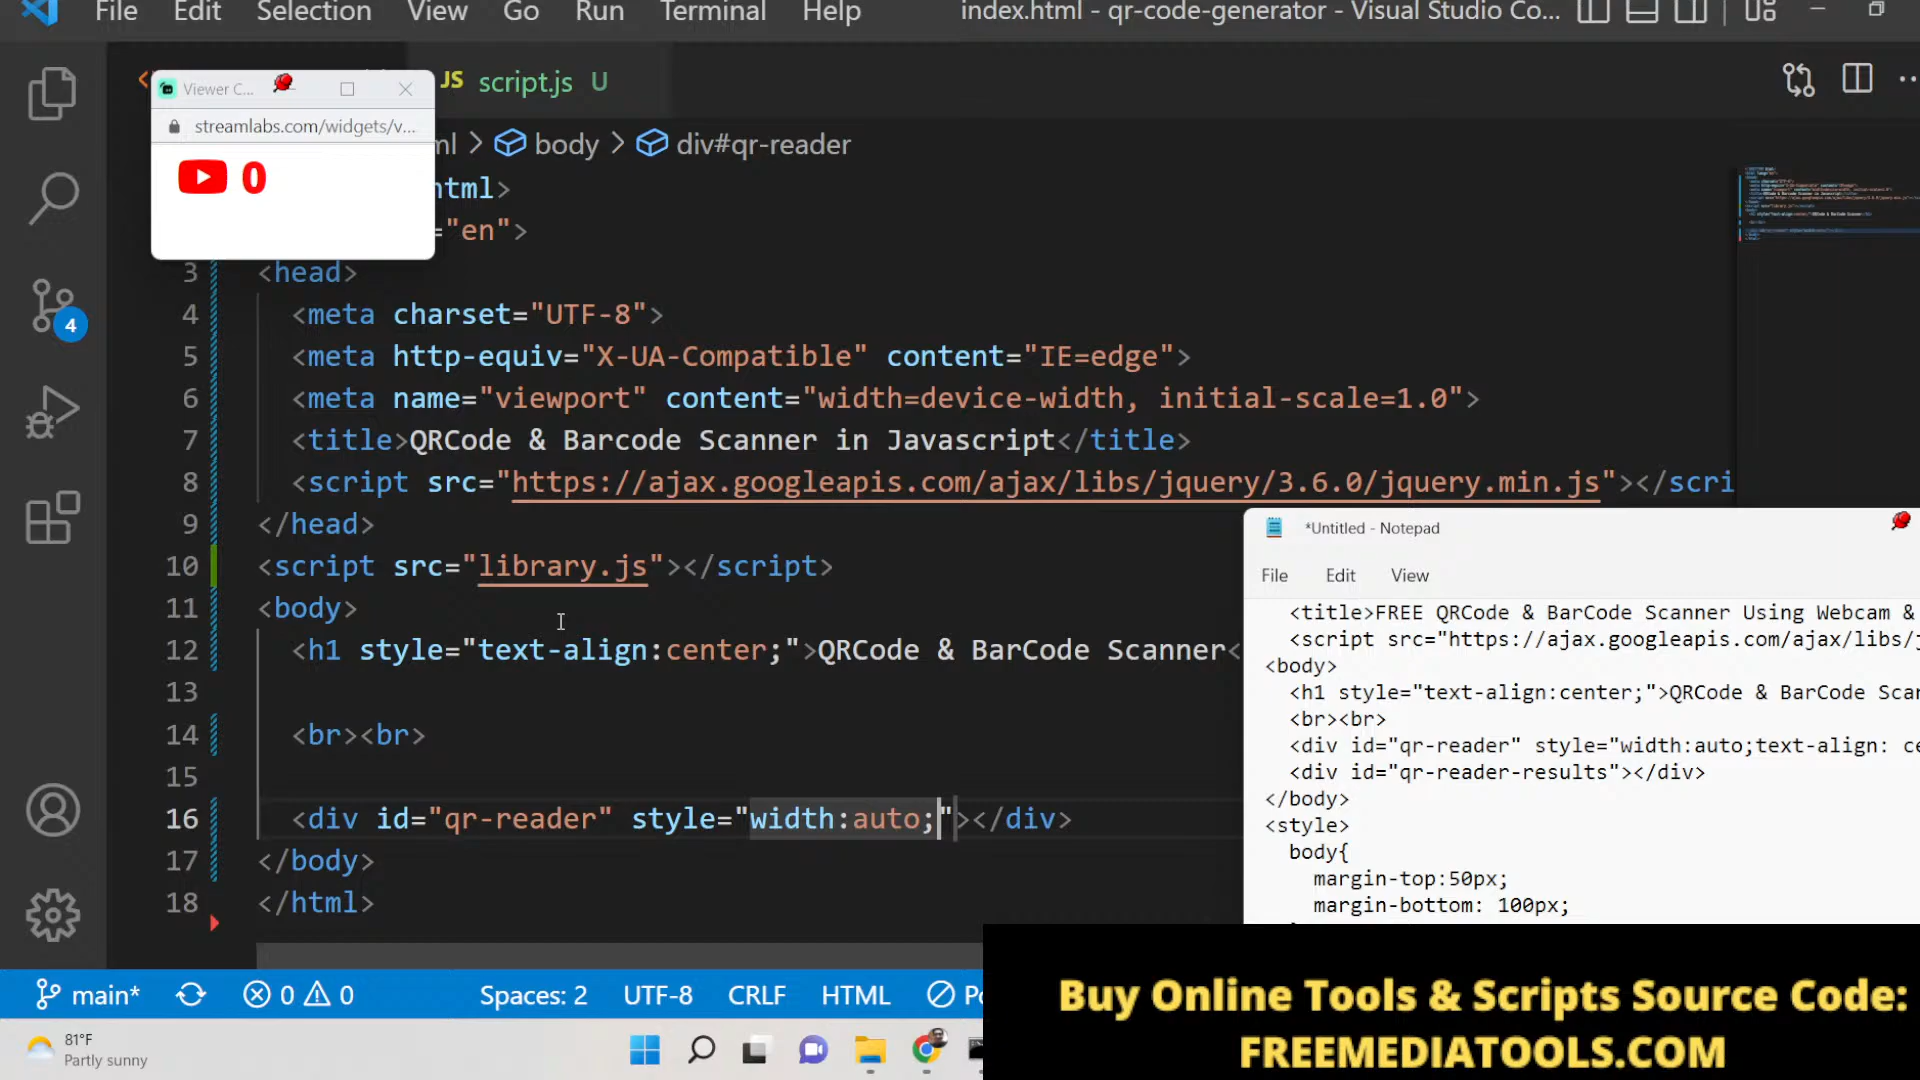 File Edit Selection View Go Run Terminal Help index.html - qr-code-generator - Visual Studio Co...
Viewer C...
JS script.js U
streamlabs.com/widgets/v...
ml > body > div#qr-reader
0
html>
="en">
3 <head>
4 <meta charset="UTF-8">
5 <meta http-equiv="X-UA-Compatible" content="IE=edge">
6 <meta name="viewport" content="width=device-width, initial-scale=1.0">
7 <title>QRCode & Barcode Scanner in Javascript</title>
8 <script src="https://ajax.googleapis.com/ajax/libs/jquery/3.6.0/jquery.min.js"></scri
9 </head>
10 <script src="library.js"></script>
11 <body>
12 <h1 style="text-align:center;">QRCode & BarCode Scanner<
13
14 <br><br>
15
16 <div id="qr-reader" style="width:auto;"></div>
17 </body>
18 </html>
4
*Untitled - Notepad
File Edit View
<title>FREE QRCode & BarCode Scanner Using Webcam &
<script src="https://ajax.googleapis.com/ajax/libs/j
<body>
<h1 style="text-align:center;">QRCode & BarCode Scan
<br><br>
<div id="qr-reader" style="width:auto;text-align: ce
<div id="qr-reader-results"></div>
</body>
<style>
body{
margin-top:50px;
margin-bottom: 100px;
main* 0 0 Spaces: 2 UTF-8 CRLF HTML
81°F
Partly sunny
Buy Online Tools & Scripts Source Code:
FREEMEDIATOOLS.COM